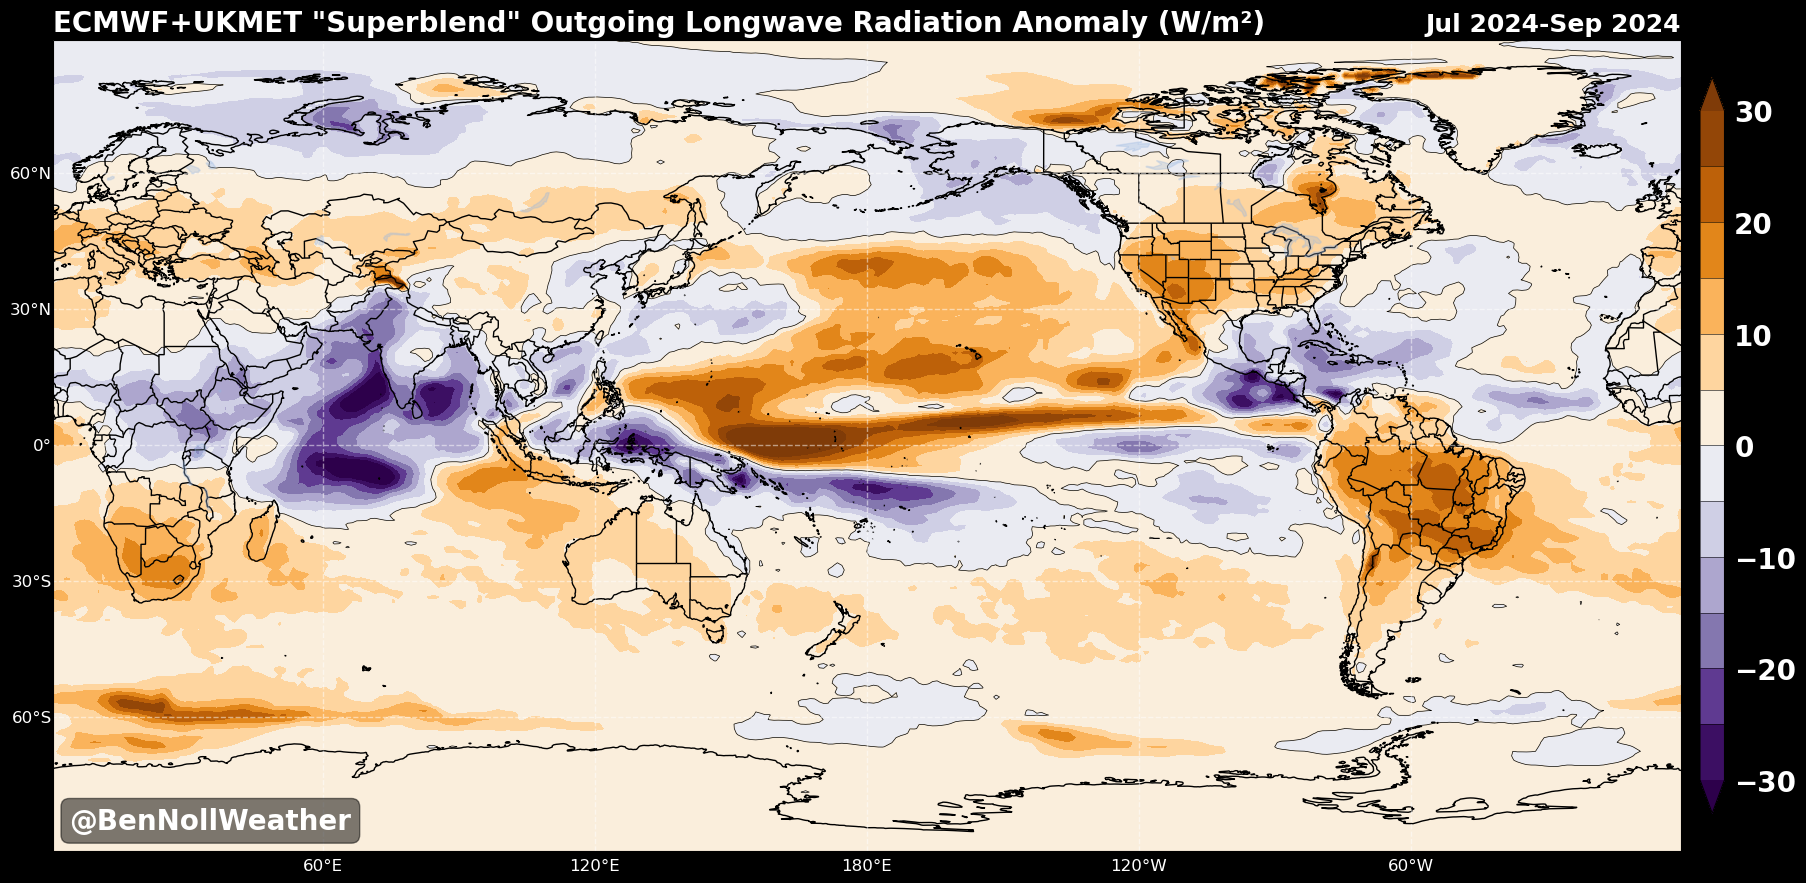 ECMWF+UKMET "Superblend" Outgoing Longwave Radiation Anomaly (W/m²)
Jul 2024-Sep 2024
30
20
10
0
−10
−20
−30
60°N
30°N
0°
30°S
60°S
@BenNollWeather
60°E
120°E
180°E
120°W
60°W